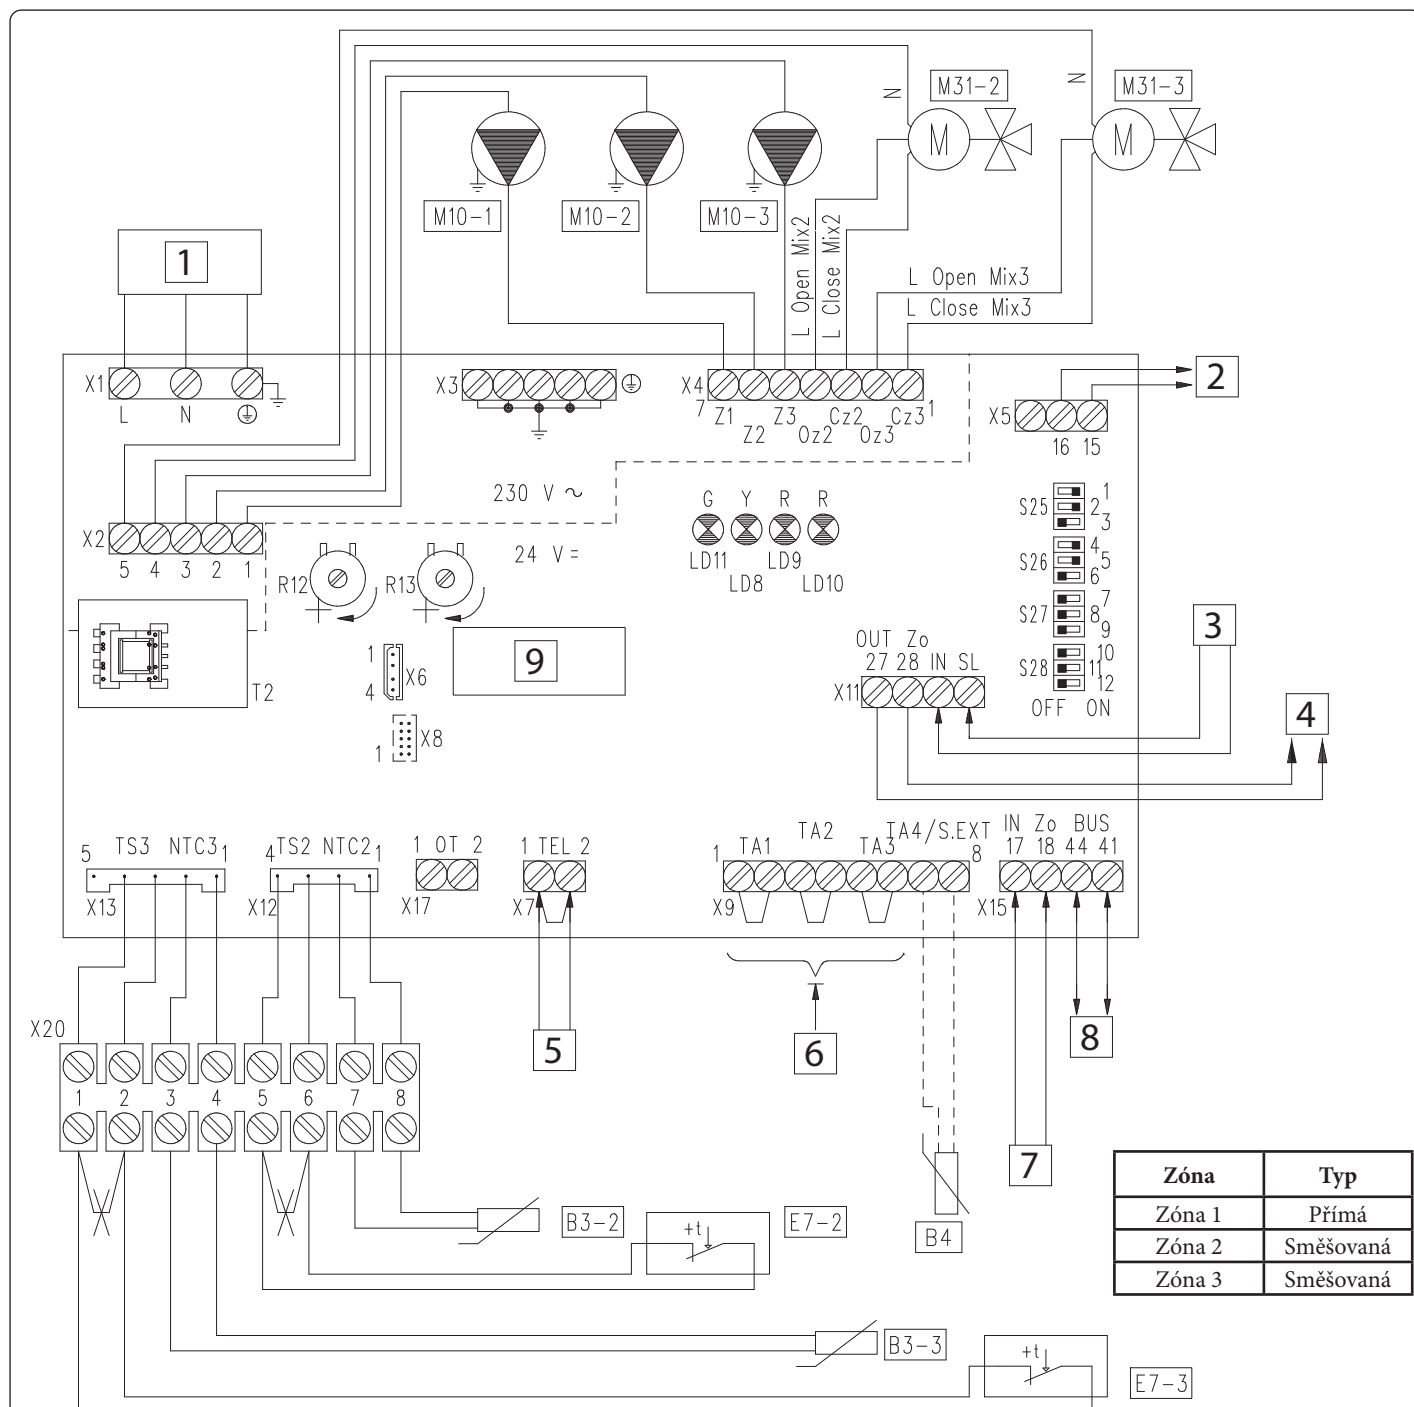 N
M31-2
N
M31-3
M
M
M10-1
M10-2
M10-3
L Open Mix2
L Close Mix2
L Open Mix3
L Close Mix3
1
X1
L N
X3
X4
7 Z1 Z3 Cz2 Cz3 1
Z2 Oz2 Oz3
2
X5
16 15
230 V ~
24 V =
X2
5 4 3 2 1
G Y R R
LD11 LD9
LD8 LD10
S25 1 2 3
S26 4 5 6
S27 7 8 9
S28 10 11 12
OFF ON
R12
R13
T2
1
4 X6
1 X8
9
OUT Zo
27 28 IN SL
X11
3
4
5 TS3 NTC3 1
X13
4 TS2 NTC2 1
X12
1 OT 2
X17
1 TEL 2
X7
1 TA1 TA2 TA3 TA4/S.EXT 8
X9
IN Zo BUS
17 18 44 41
X15
X20
1 2 3 4 5 6 7 8
5
6
8
7
B3-2
+t
E7-2
B4
B3-3
+t
E7-3
Zóna Typ
Zóna 1 Přímá
Zóna 2 Směšovaná
Zóna 3 Směšovaná